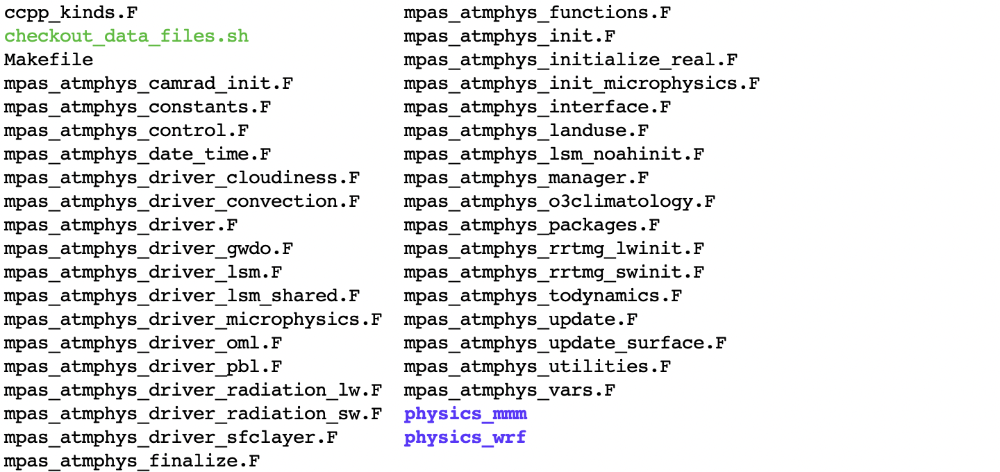 ccpp_kinds.F mpas_atmphys_functions.F
checkout_data_files.sh mpas_atmphys_init.F
Makefile mpas_atmphys_initialize_real.F
mpas_atmphys_camrad_init.F mpas_atmphys_init_microphysics.F
mpas_atmphys_constants.F mpas_atmphys_interface.F
mpas_atmphys_control.F mpas_atmphys_landuse.F
mpas_atmphys_date_time.F mpas_atmphys_lsm_noahinit.F
mpas_atmphys_driver_cloudiness.F mpas_atmphys_manager.F
mpas_atmphys_driver_convection.F mpas_atmphys_o3climatology.F
mpas_atmphys_driver.F mpas_atmphys_packages.F
mpas_atmphys_driver_gwdo.F mpas_atmphys_rrtmg_lwinit.F
mpas_atmphys_driver_lsm.F mpas_atmphys_rrtmg_swinit.F
mpas_atmphys_driver_lsm_shared.F mpas_atmphys_todynamics.F
mpas_atmphys_driver_microphysics.F mpas_atmphys_update.F
mpas_atmphys_driver_oml.F mpas_atmphys_update_surface.F
mpas_atmphys_driver_pbl.F mpas_atmphys_utilities.F
mpas_atmphys_driver_radiation_lw.F mpas_atmphys_vars.F
mpas_atmphys_driver_radiation_sw.F physics_mmm
mpas_atmphys_driver_sfclayer.F physics_wrf
mpas_atmphys_finalize.F